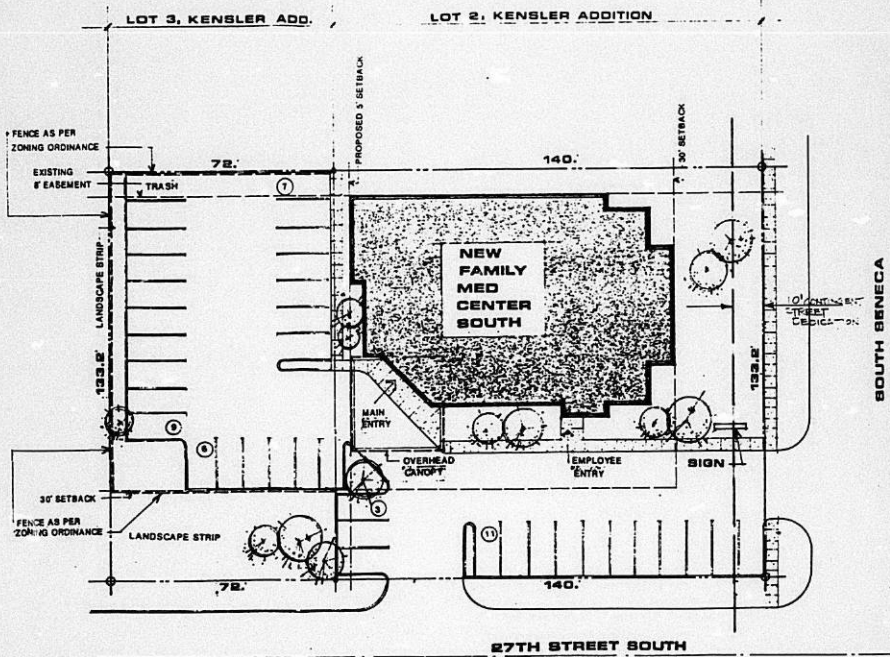 LOT 3, KENSLER ADD.
LOT 2, KENSLER ADDITION
PROPOSED 5' SETBACK
30' SETBACK
FENCE AS PER
ZONING ORDINANCE
72.'
140.'
EXISTING
8' EASEMENT
TRASH
7
LANDSCAPE STRIP
133.2'
NEW
FAMILY
MED
CENTER
SOUTH
10' CONTINGENT
STREET
DEDICATION
SOUTH SENECA
133.2'
MAIN
ENTRY
9
6
OVERHEAD
CANOPY
EMPLOYEE
ENTRY
SIGN
30' SETBACK
3
FENCE AS PER
ZONING ORDINANCE
LANDSCAPE STRIP
11
72.'
140.'
27TH STREET SOUTH